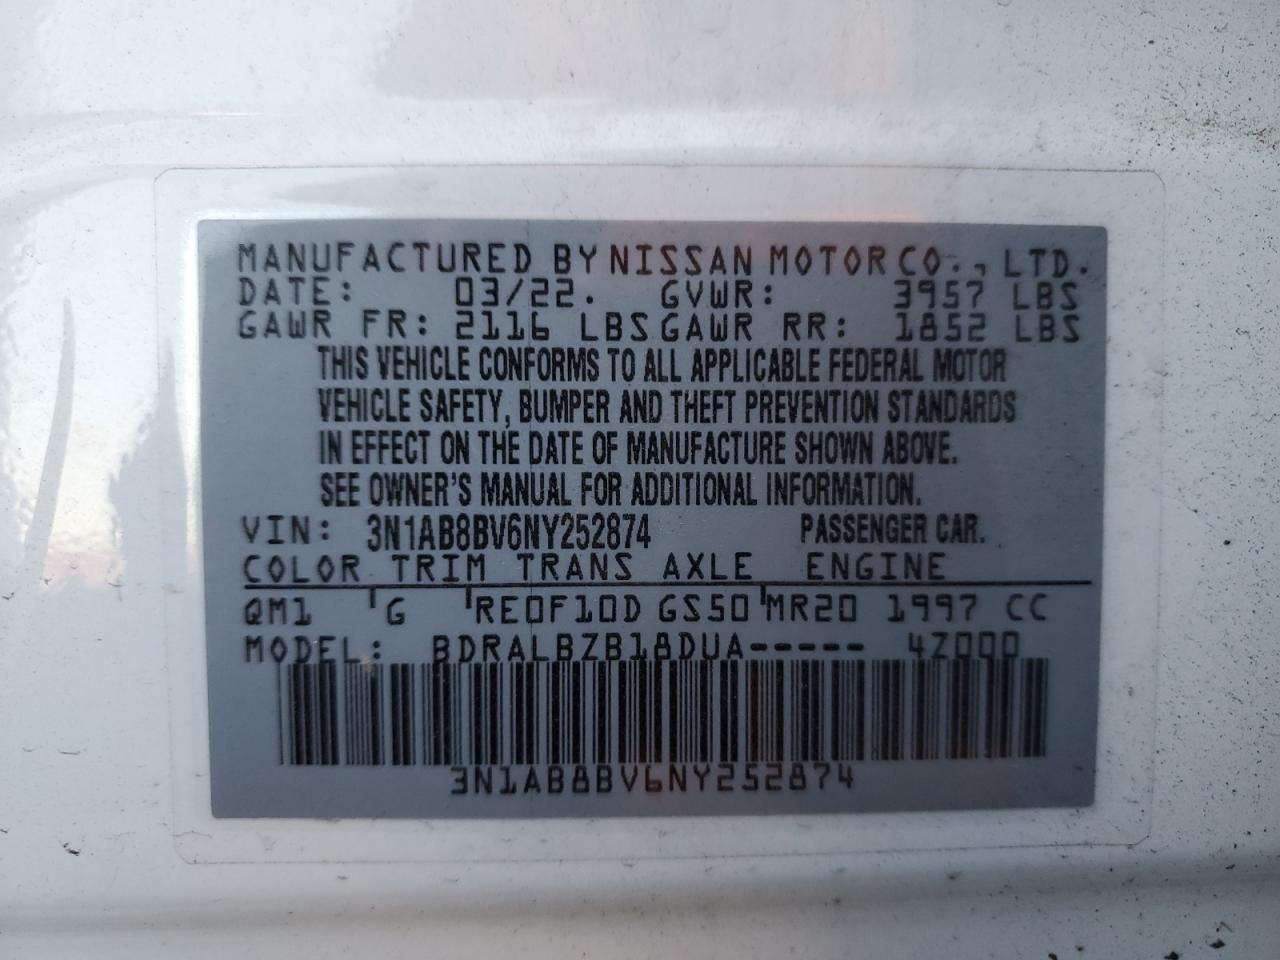 MANUFACTURED BY NISSAN MOTOR CO., LTD.
DATE: 03/22. GVWR: 3957 LBS
GAWR FR: 2116 LBS GAWR RR: 1852 LBS
THIS VEHICLE CONFORMS TO ALL APPLICABLE FEDERAL MOTOR
VEHICLE SAFETY, BUMPER AND THEFT PREVENTION STANDARDS
IN EFFECT ON THE DATE OF MANUFACTURE SHOWN ABOVE.
SEE OWNER'S MANUAL FOR ADDITIONAL INFORMATION.
VIN: 3N1AB8BV6NY252874 PASSENGER CAR.
COLOR TRIM TRANS AXLE ENGINE
QM1 G RE0F10D GS50 MR20 1997 CC
MODEL: BDRALBZB18DUA----- 4Z000
3N1AB8BV6NY252874